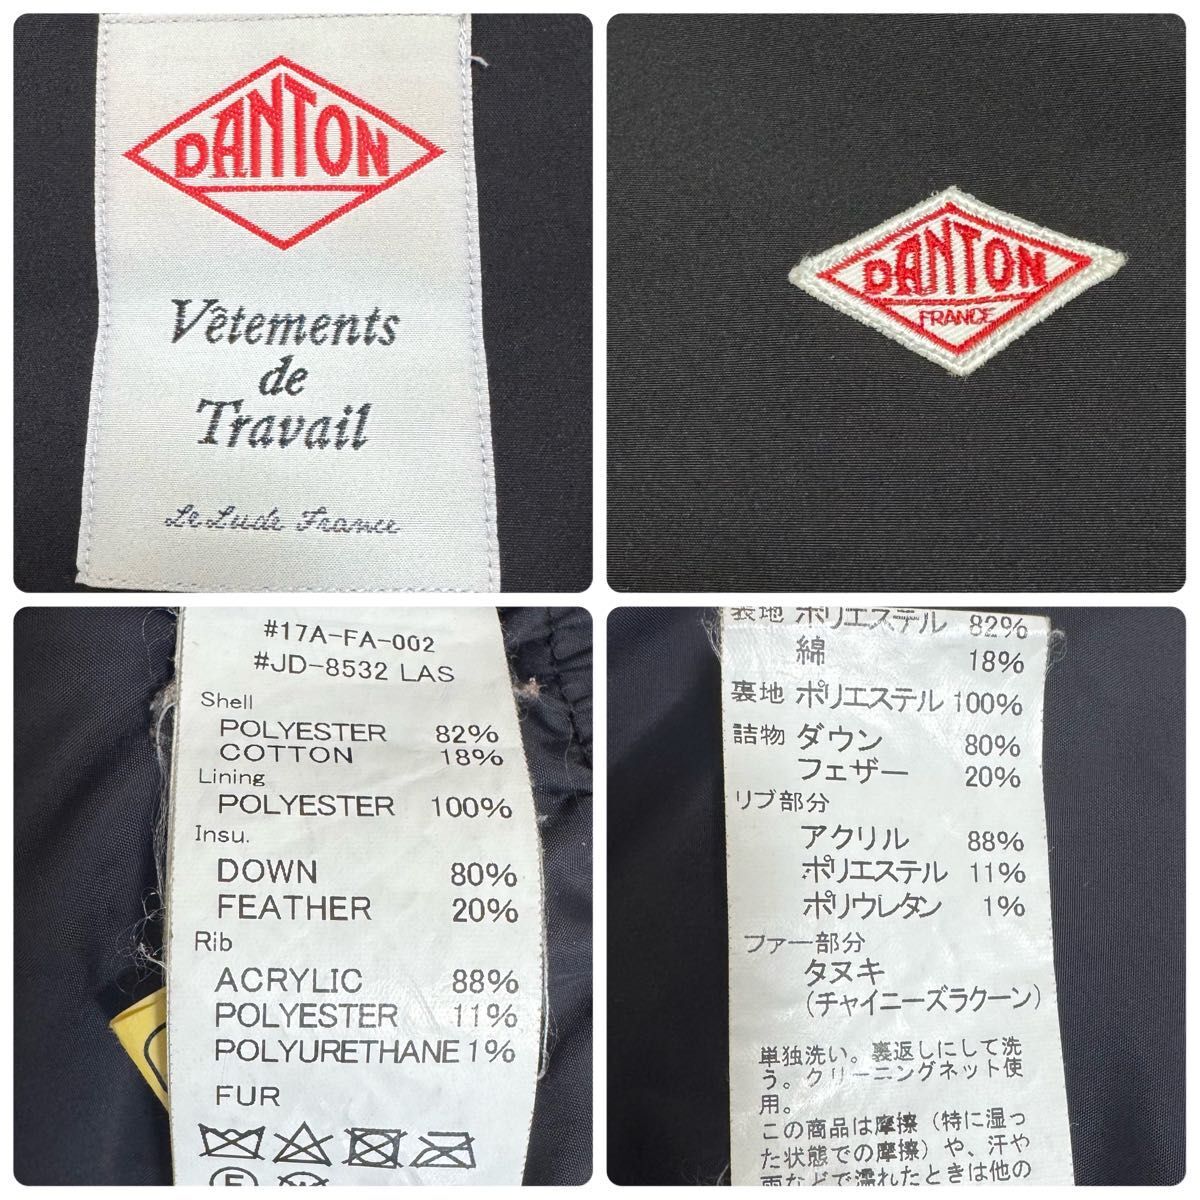 DANTON
Vêtements
de
Travail
Le Lude France
DANTON
FRANCE
#17A-FA-002
#JD-8532 LAS
Shell
POLYESTER 82%
COTTON 18%
Lining
POLYESTER 100%
Insu.
DOWN 80%
FEATHER 20%
Rib
ACRYLIC 88%
POLYESTER 11%
POLYURETHANE 1%
FUR
表地 ポリエステル 82%
綿 18%
裏地 ポリエステル 100%
詰物 ダウン 80%
フェザー 20%
リブ部分
アクリル 88%
ポリエステル 11%
ポリウレタン 1%
ファー部分
タヌキ
(チャイニーズラクーン)
単独洗い。裏返しにして洗
う。クリーニングネット使
用。
この商品は摩擦（特に湿っ
た状態での摩擦）や、汗や
雨などで濡れたときは他の